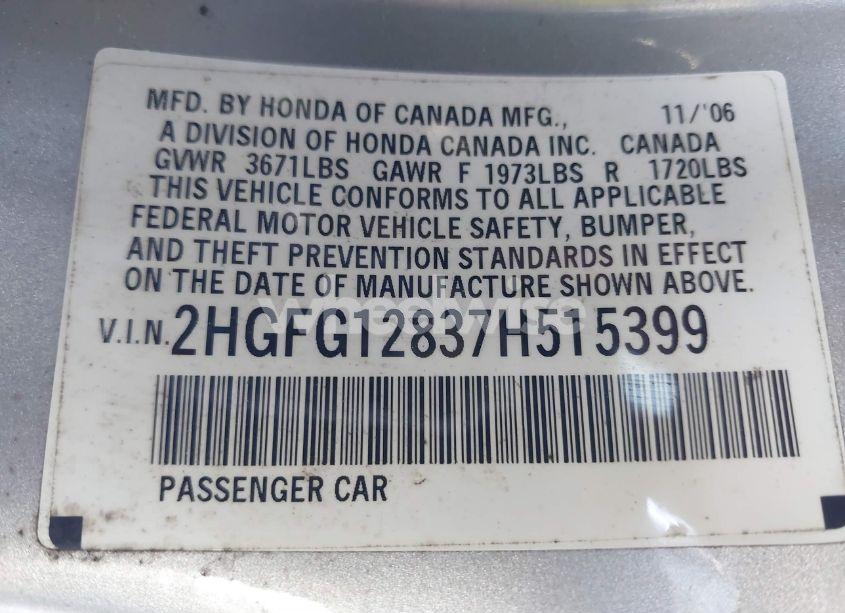 MFD. BY HONDA OF CANADA MFG., 11/'06
A DIVISION OF HONDA CANADA INC. CANADA
GVWR 3671LBS GAWR F 1973LBS R 1720LBS
THIS VEHICLE CONFORMS TO ALL APPLICABLE
FEDERAL MOTOR VEHICLE SAFETY, BUMPER,
AND THEFT PREVENTION STANDARDS IN EFFECT
ON THE DATE OF MANUFACTURE SHOWN ABOVE.
V.I.N. 2HGFG12837H515399
wheelwise
PASSENGER CAR